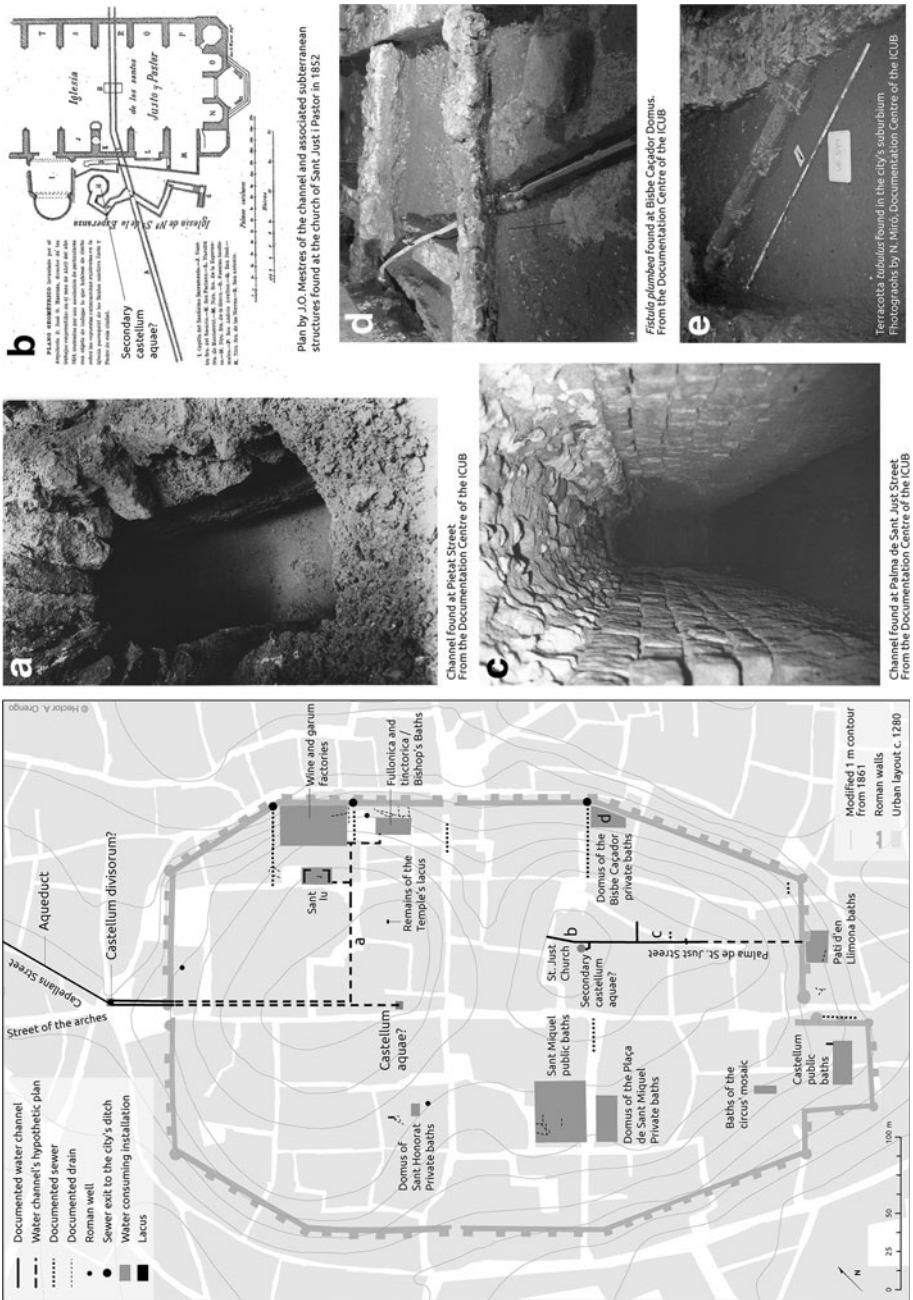 © Hector A. Orengo
Documented water channel
Water channel's hypothetic plan
Documented sewer
Documented drain
Roman well
Sewer exit to the city's ditch
Water consuming installation
Lacus
Aqueduct
Capellans Street
Street of the arches
Castellum divisorum?
Wine and garum
factories
Fullonica and
tinctorica /
Bishop's Baths
Sant
Iu
Remains of the
Temple's lacus
a
Castellum
aquae?
Domus of
Sant Honorat
Private baths
Sant Miquel
public baths
Domus of the Plaça
de Sant Miquel
Private baths
St. Just
Church
b
Secondary
castellum
aquae?
c
Palma de St. Just Street
d
Domus of the
Bisbe Caçador
private baths
Pati d'en
Llimona baths
Baths of the
circus' mosaic
Castellum
public
baths
Modified 1 m contour
from 1861
Roman walls
Urban layout c. 1280
N
0 25 50 100 m
a
Channel found at Pietat Street
From the Documentation Centre of the ICUB
b
PLANO GEOMÉTRICO
Iglesia
de los santos
Justo y Pastor
Iglesia de Nª Sª de la Esperanza
Secondary
castellum
aquae?
Plan by J.O. Mestres of the channel and associated subterranean
structures found at the church of Sant Just i Pastor in 1852
c
Channel found at Palma de Sant Just Street
From the Documentation Centre of the ICUB
d
Fistula plumbea found at Bisbe Caçador Domus.
From the Documentation Centre of the ICUB
e
Terracotta tubulus found in the city's suburbium
Photograohs by N. Miró, Documentation Centre of the ICUB